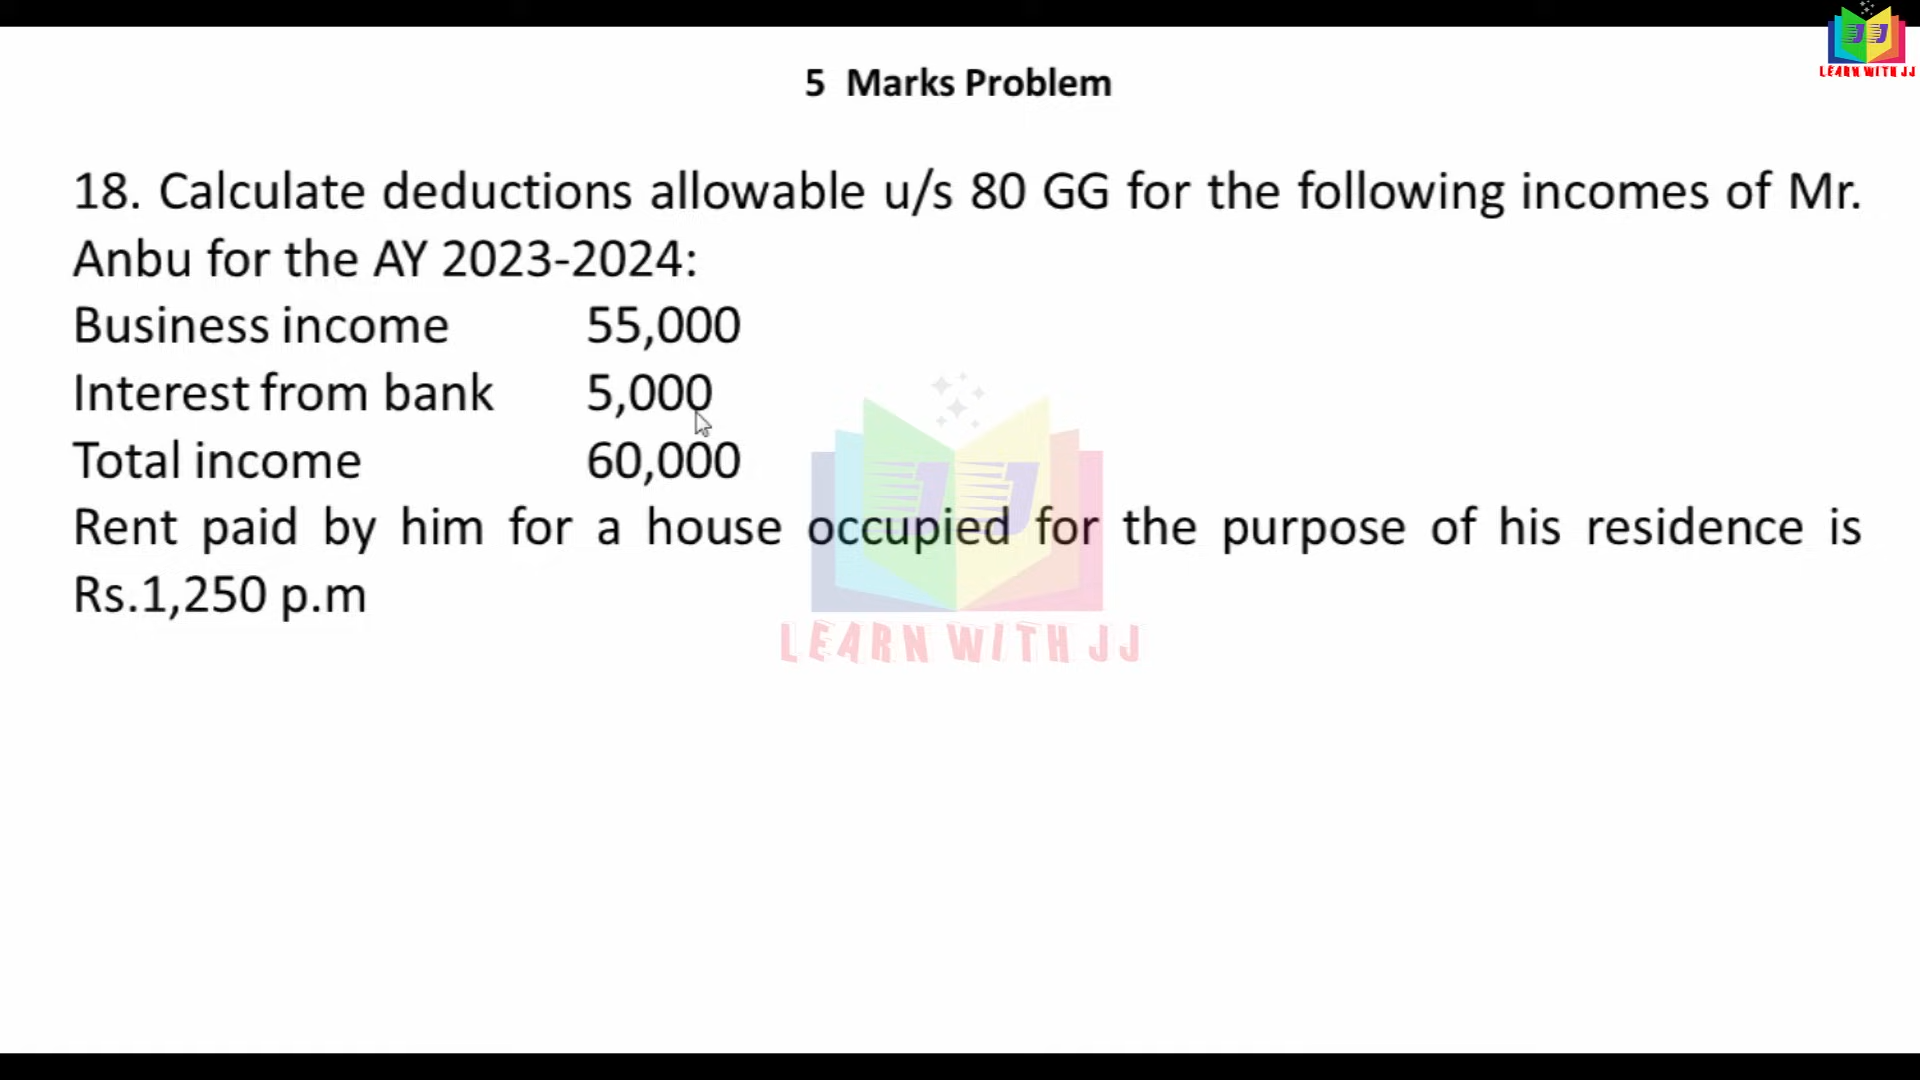 LEARN WITH JJ
5 Marks Problem
18. Calculate deductions allowable u/s 80 GG for the following incomes of Mr.
Anbu for the AY 2023-2024:
Business income 55,000
Interest from bank 5,000
Total income 60,000
Rent paid by him for a house occupied for the purpose of his residence is
Rs.1,250 p.m
JJ
LEARN WITH JJ